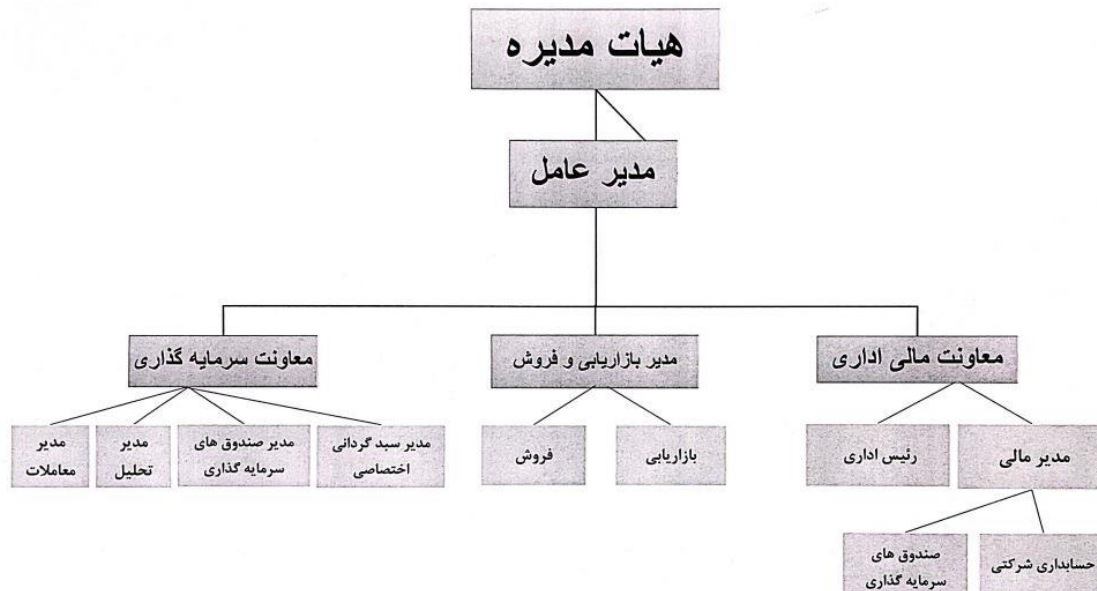 هیات مدیره
مدیر عامل
معاونت مالی اداری
مدیر بازاریابی و فروش
معاونت سرمایه گذاری
مدیر مالی
رئیس اداری
بازاریابی
فروش
مدیر سبد گردانی
اختصاصی
مدیر صندوق های
سرمایه گذاری
مدیر
تحلیل
مدیر
معاملات
حسابداری شرکتی
صندوق های
سرمایه گذاری